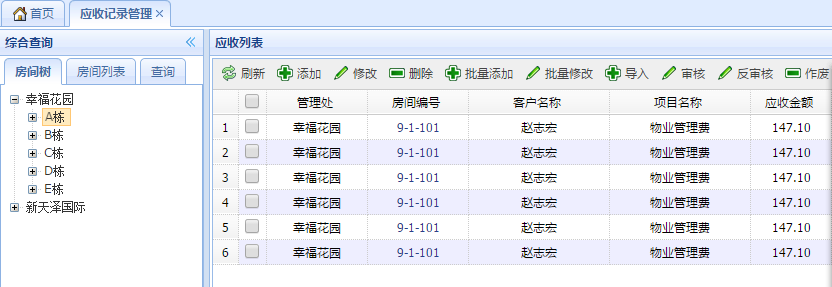 首页 应收记录管理
综合查询
房间树 房间列表 查询
幸福花园
A栋
B栋
C栋
D栋
E栋
新天泽国际
应收列表
刷新 添加 修改 删除 批量添加 批量修改 导入 审核 反审核 作废
管理处 房间编号 客户名称 项目名称 应收金额
1 幸福花园 9-1-101 赵志宏 物业管理费 147.10
2 幸福花园 9-1-101 赵志宏 物业管理费 147.10
3 幸福花园 9-1-101 赵志宏 物业管理费 147.10
4 幸福花园 9-1-101 赵志宏 物业管理费 147.10
5 幸福花园 9-1-101 赵志宏 物业管理费 147.10
6 幸福花园 9-1-101 赵志宏 物业管理费 147.10